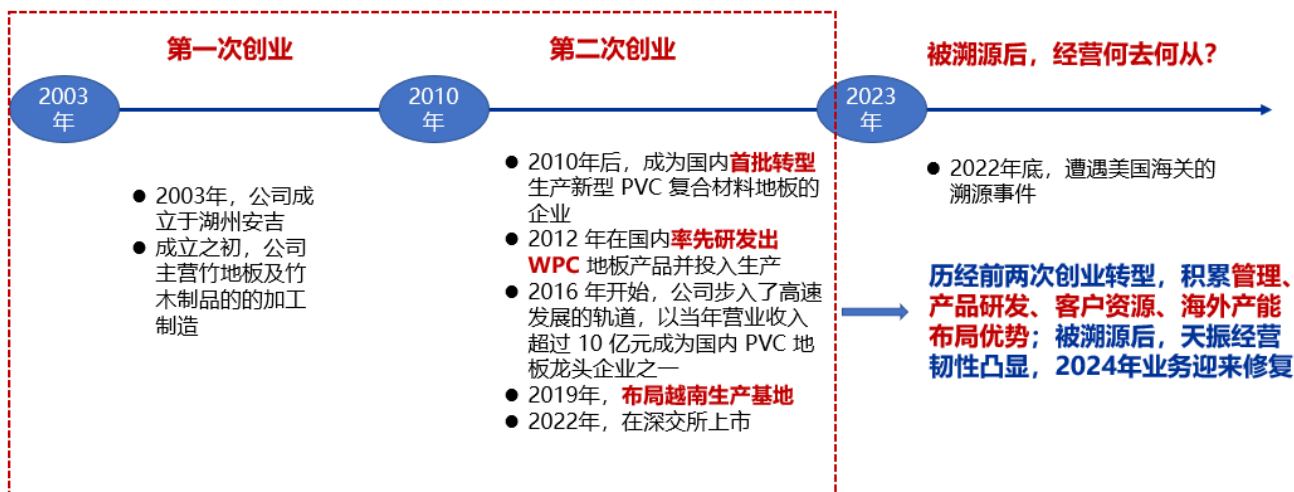 第一次创业
第二次创业
被溯源后，经营何去何从？
2003
年
2010
年
2023
年
● 2003年，公司成
立于湖州安吉
● 成立之初，公司
主营竹地板及竹
木制品的的加工
制造
● 2010年后，成为国内首批转型
生产新型 PVC 复合材料地板的
企业
● 2012 年在国内率先研发出
WPC 地板产品并投入生产
● 2016 年开始，公司步入了高速
发展的轨道，以当年营业收入
超过 10 亿元成为国内 PVC 地
板龙头企业之一
● 2019年，布局越南生产基地
● 2022年，在深交所上市
● 2022年底，遭遇美国海关的
溯源事件
历经前两次创业转型，积累管理、
产品研发、客户资源、海外产能
布局优势；被溯源后，天振经营
韧性凸显，2024年业务迎来修复